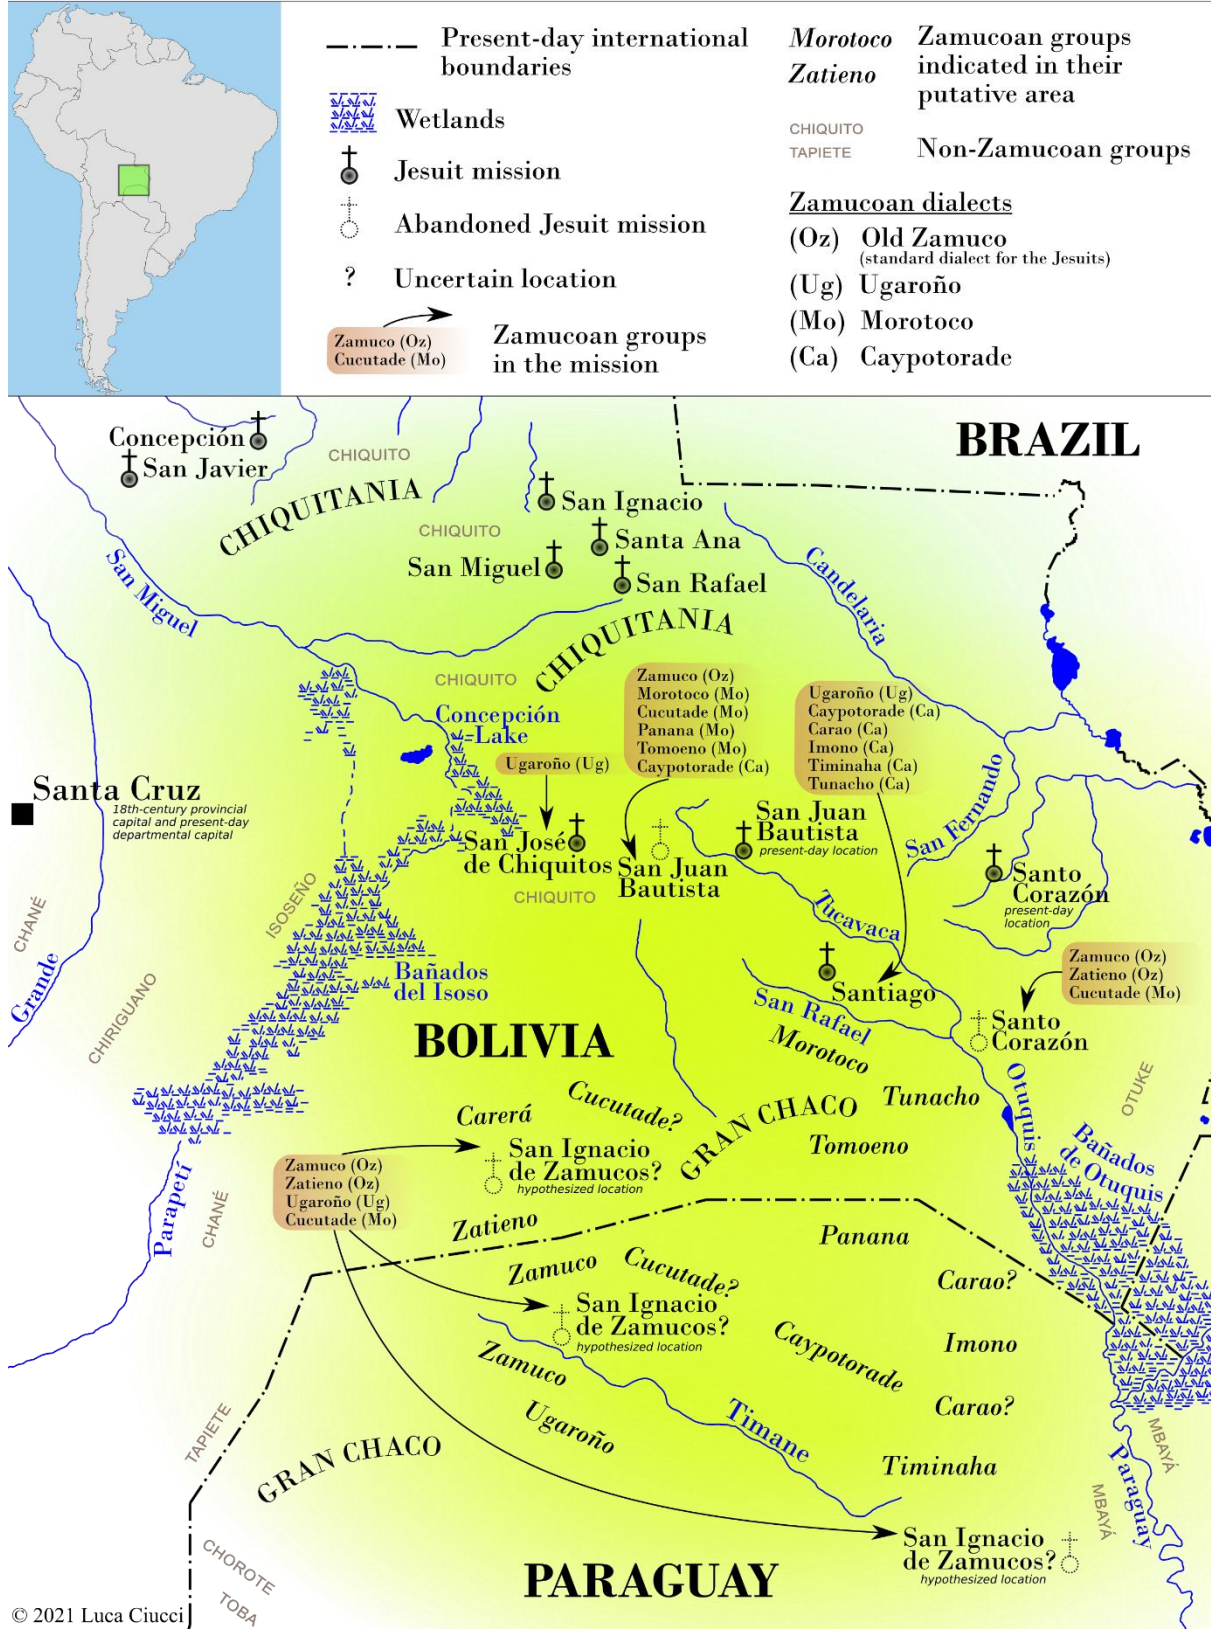 Present-day international
boundaries
Wetlands
Jesuit mission
Abandoned Jesuit mission
? Uncertain location
Zamuco (Oz)
Cucutade (Mo)
Zamucoan groups
in the mission
Morotoco
Zatieno
Zamucoan groups
indicated in their
putative area
CHIQUITO
TAPIETE
Non-Zamucoan groups
Zamucoan dialects
(Oz) Old Zamuco
(standard dialect for the Jesuits)
(Ug) Ugaroño
(Mo) Morotoco
(Ca) Caypotorade
BRAZIL
Concepción
San Javier
CHIQUITO
CHIQUITANIA
San Ignacio
CHIQUITO
Santa Ana
San Miguel
San Rafael
San Miguel
Candelaria
CHIQUITANIA
CHIQUITO
Concepción
Lake
Zamuco (Oz)
Morotoco (Mo)
Cucutade (Mo)
Panana (Mo)
Tomoeno (Mo)
Caypotorade (Ca)
Ugaroño (Ug)
Caypotorade (Ca)
Carao (Ca)
Imono (Ca)
Timinaha (Ca)
Tunacho (Ca)
Ugaroño (Ug)
Santa Cruz
18th-century provincial
capital and present-day
departmental capital
San José
de Chiquitos
San Juan
Bautista
San Juan
Bautista
present-day location
San Fernando
Santo
Corazón
present-day
location
CHIQUITO
ISOSEÑO
CHANÉ
Grande
CHIRIGUANO
Bañados
del Isoso
Tucavaca
Santiago
San Rafael
Zamuco (Oz)
Zatieno (Oz)
Cucutade (Mo)
Santo
Corazón
BOLIVIA
Morotoco
Otuquis
OTUKE
Tunacho
Cucutade?
Carerá
GRAN CHACO
Tomoeno
Bañados
de Otuquis
San Ignacio
de Zamucos?
hypothesized location
Zamuco (Oz)
Zatieno (Oz)
Ugaroño (Ug)
Cucutade (Mo)
Parapetí
CHANÉ
Zatieno
Panana
Zamuco
Cucutade?
Carao?
San Ignacio
de Zamucos?
hypothesized location
Caypotorade
Imono
Zamuco
Ugaroño
Timane
Carao?
TAPIETE
GRAN CHACO
Timinaha
MBAYÁ
MBAYÁ
Paraguay
San Ignacio
de Zamucos?
hypothesized location
CHOROTE
TOBA
PARAGUAY
© 2021 Luca Ciucci